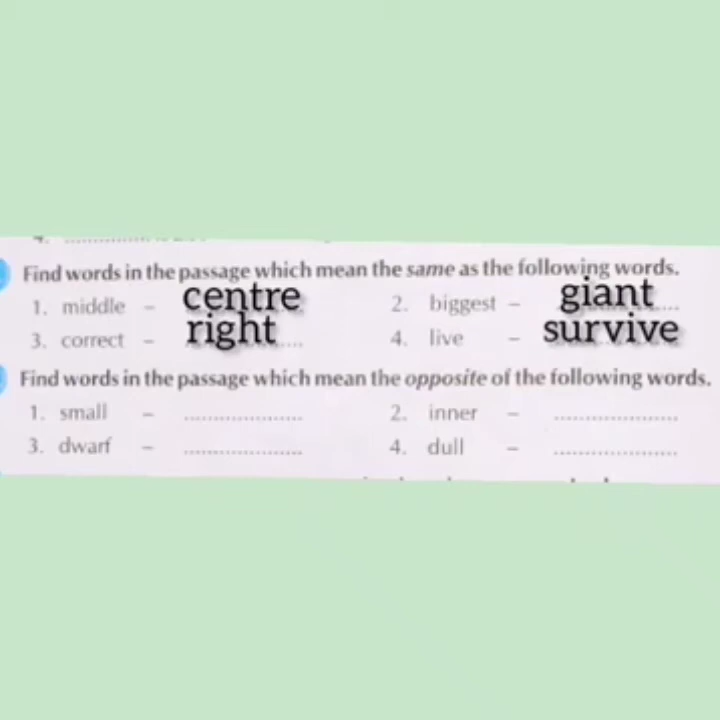 Find words in the passage which mean the same as the following words.
1. middle – centre 2. biggest – giant
3. correct – right 4. live – survive
Find words in the passage which mean the opposite of the following words.
1. small – .................... 2. inner – ....................
3. dwarf – .................... 4. dull – ....................